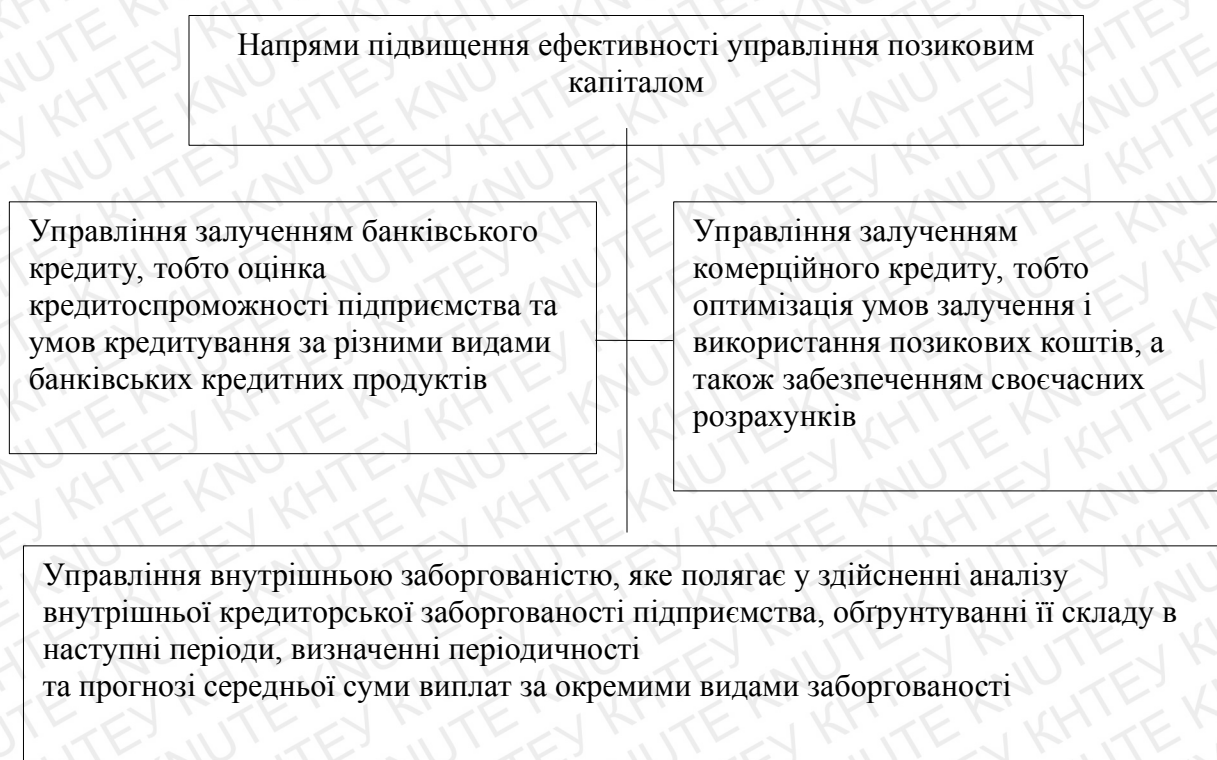 Напрями підвищення ефективності управління позиковим
капіталом
Управління залученням банківського
кредиту, тобто оцінка
кредитоспроможності підприємства та
умов кредитування за різними видами
банківських кредитних продуктів
Управління залученням
комерційного кредиту, тобто
оптимізація умов залучення і
використання позикових коштів, а
також забезпеченням своєчасних
розрахунків
Управління внутрішньою заборгованістю, яке полягає у здійсненні аналізу
внутрішньої кредиторської заборгованості підприємства, обґрунтуванні її складу в
наступні періоди, визначенні періодичності
та прогнозі середньої суми виплат за окремими видами заборгованості